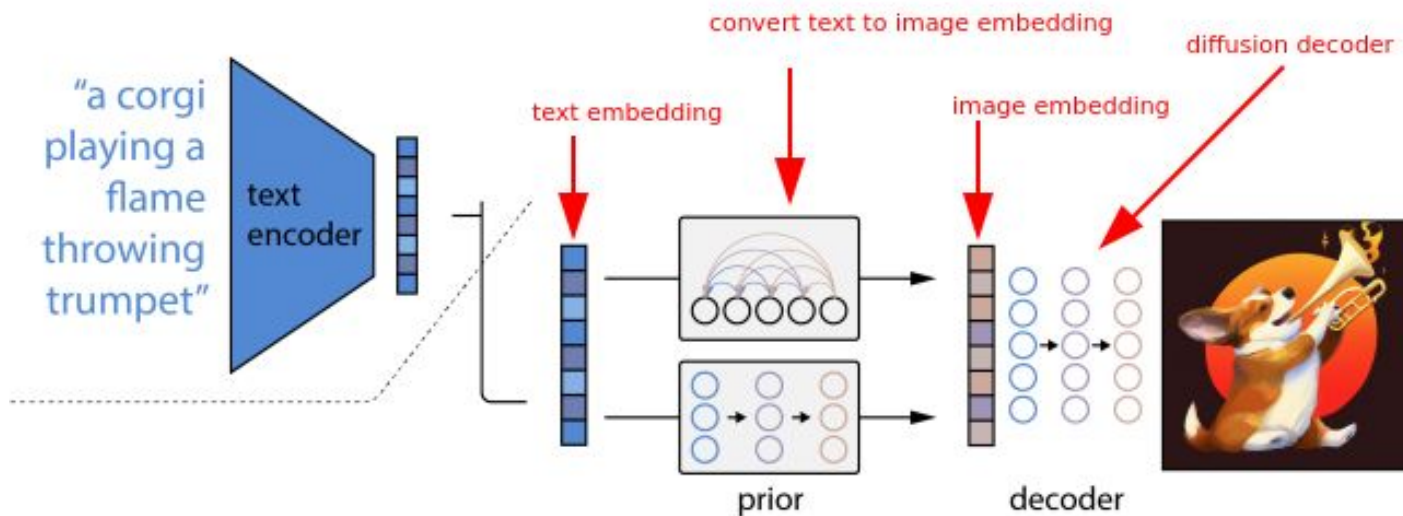 convert text to image embedding
diffusion decoder
"a corgi
playing a
flame
throwing
trumpet"
text
encoder
text embedding
image embedding
prior
decoder